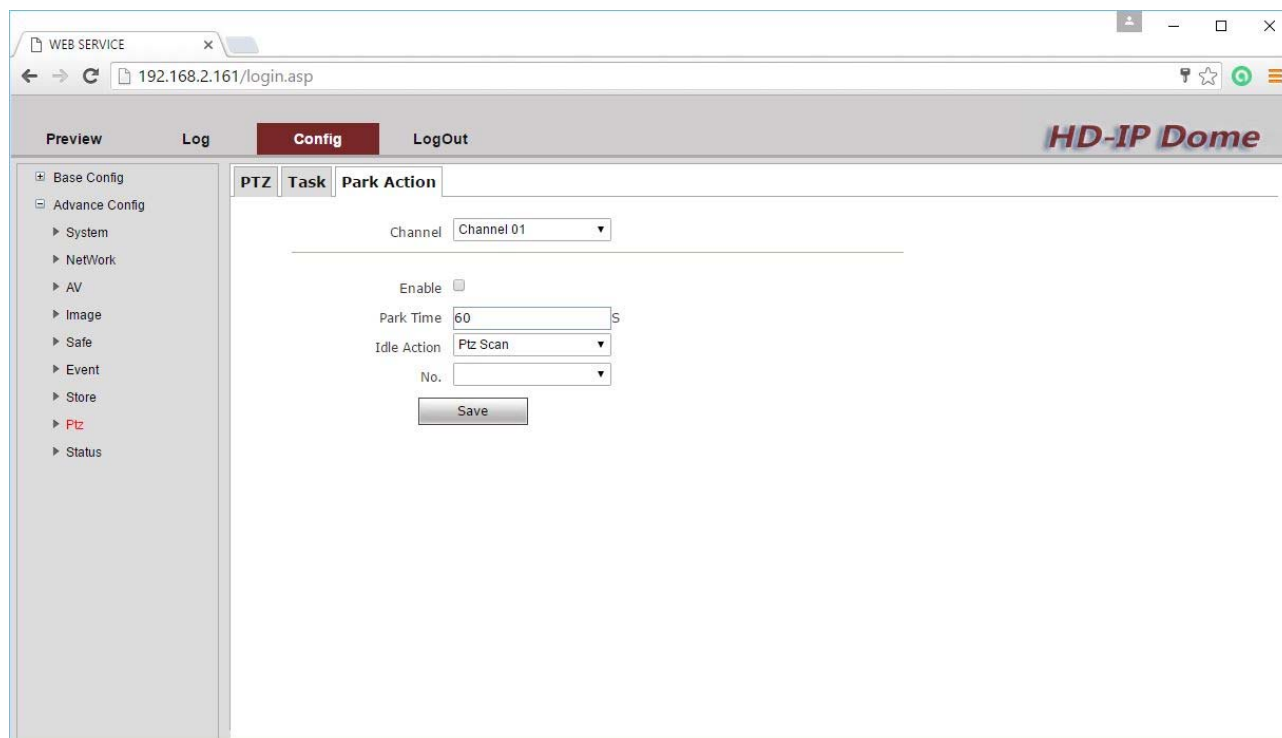 WEB SERVICE
192.168.2.161/login.asp
Preview Log Config LogOut HD-IP Dome
Base Config
Advance Config
System
NetWork
AV
Image
Safe
Event
Store
Ptz
Status
PTZ Task Park Action
Channel Channel 01
Enable
Park Time 60 S
Idle Action Ptz Scan
No.
Save